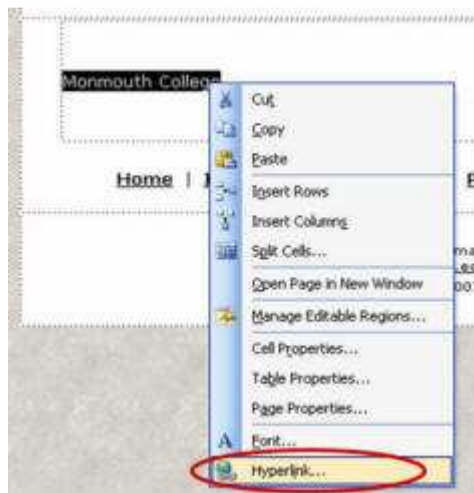 Monmouth College
Cut
Copy
Paste
Home |
Insert Rows
Insert Columns
Split Cells...
Open Page in New Window
Manage Editable Regions...
Cell Properties...
Table Properties...
Page Properties...
Font...
Hyperlink...